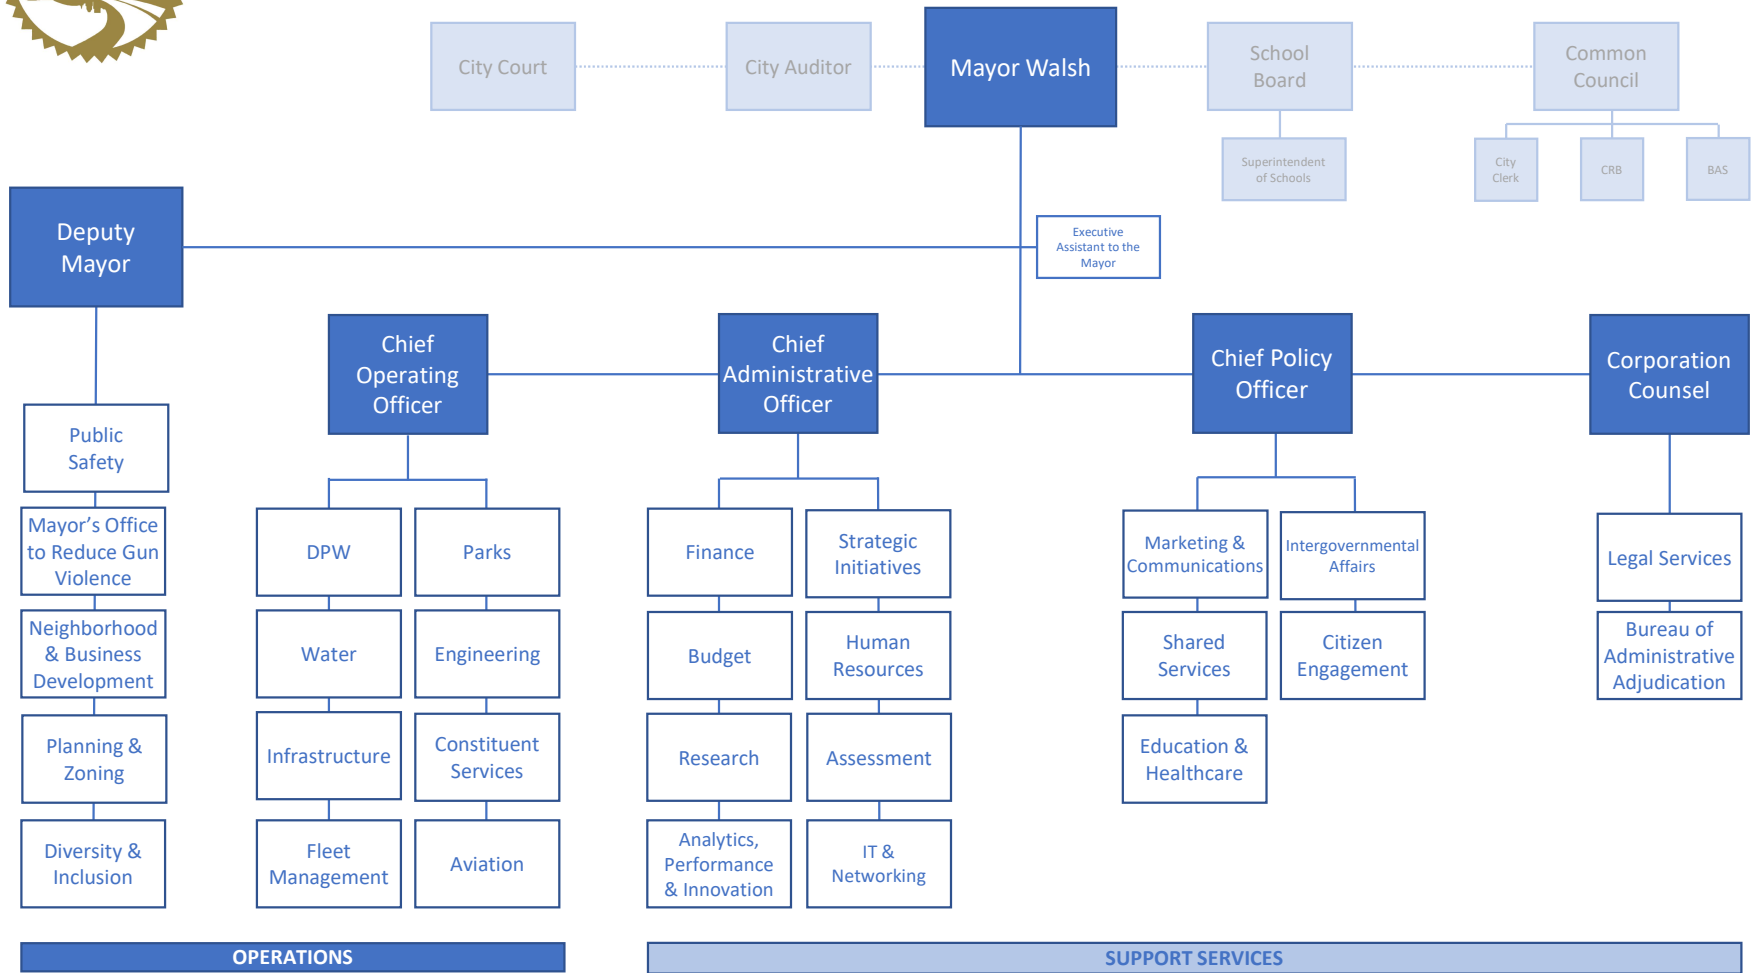 City Court
City Auditor
Mayor Walsh
School
Board
Common
Council
Superintendent
of Schools
City
Clerk
CRB
BAS
Deputy
Mayor
Executive
Assistant to the
Mayor
Chief
Operating
Officer
Chief
Administrative
Officer
Chief Policy
Officer
Corporation
Counsel
Public
Safety
Mayor’s Office
to Reduce Gun
Violence
Neighborhood
& Business
Development
Planning &
Zoning
Diversity &
Inclusion
DPW
Parks
Water
Engineering
Infrastructure
Constituent
Services
Fleet
Management
Aviation
Finance
Strategic
Initiatives
Budget
Human
Resources
Research
Assessment
Analytics,
Performance
& Innovation
IT &
Networking
Marketing &
Communications
Intergovernmental
Affairs
Shared
Services
Citizen
Engagement
Education &
Healthcare
Legal Services
Bureau of
Administrative
Adjudication
OPERATIONS
SUPPORT SERVICES